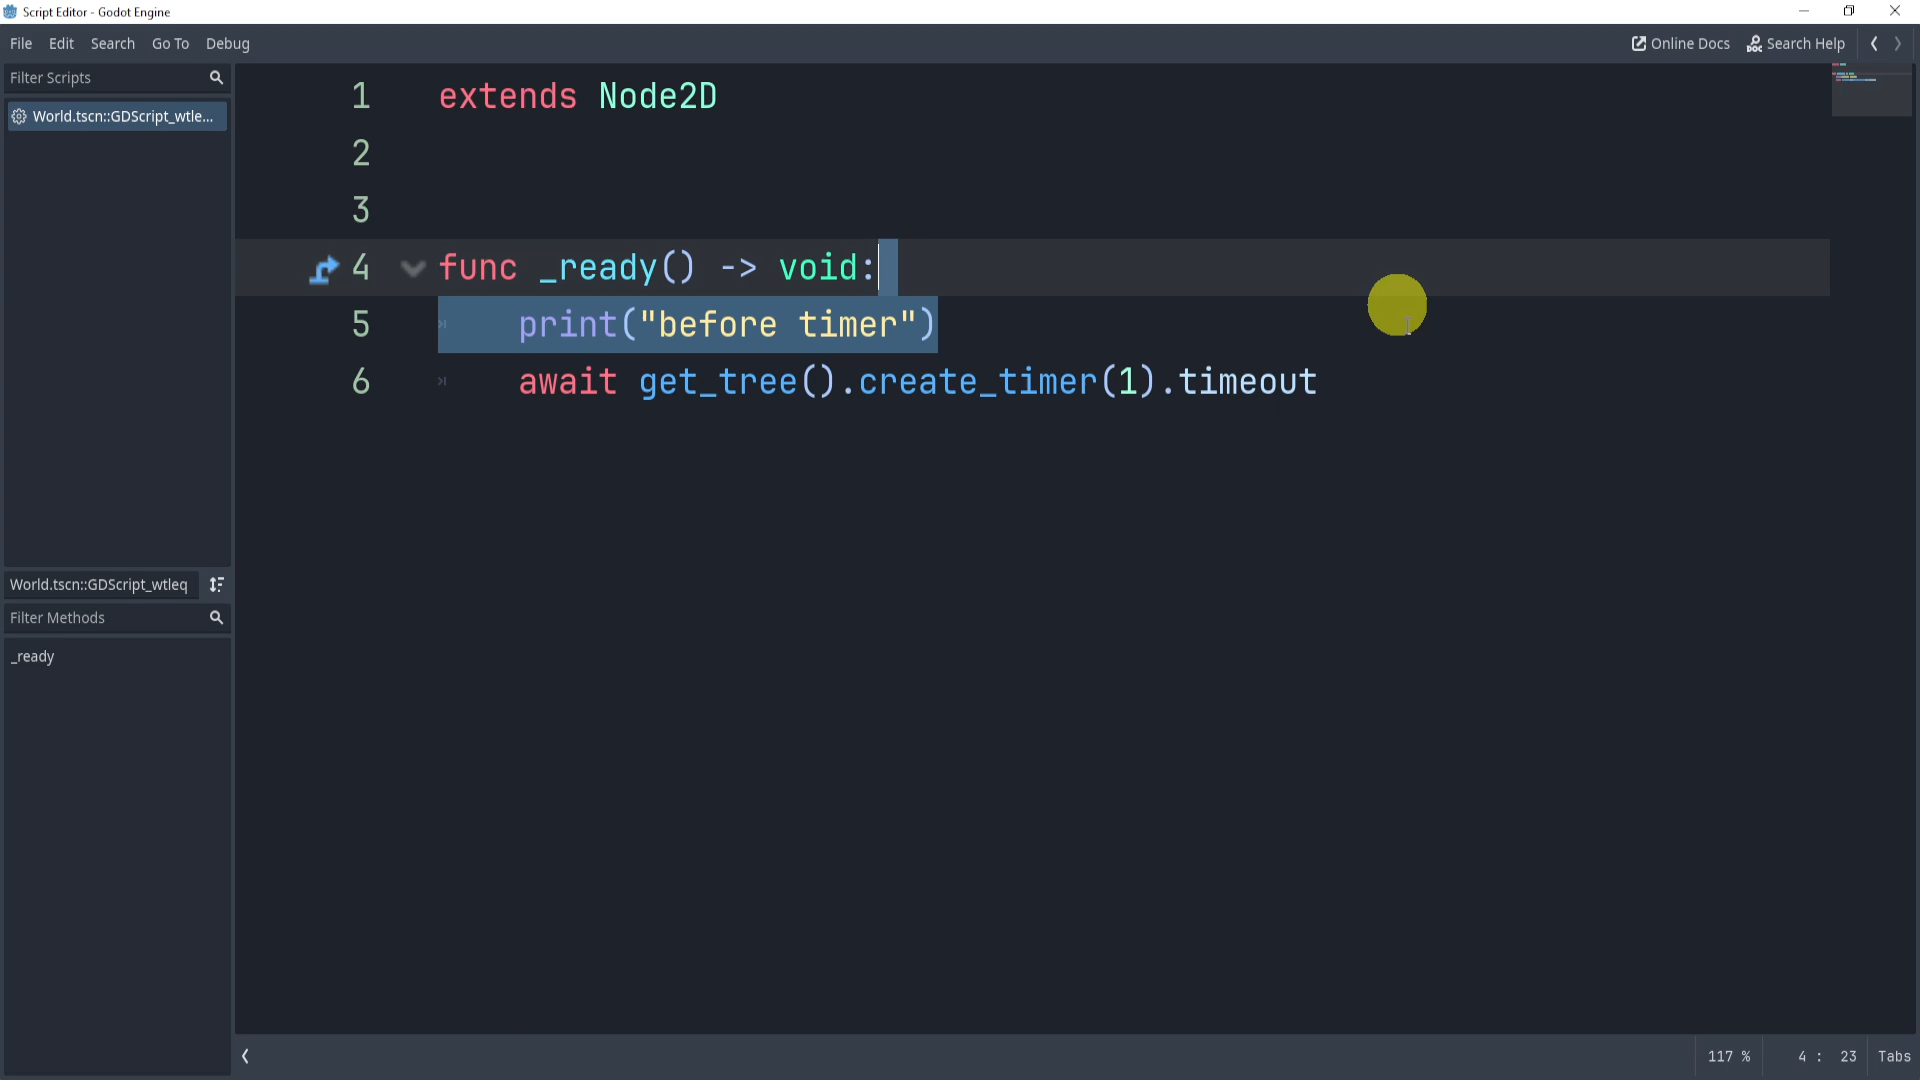 Script Editor - Godot Engine
File Edit Search Go To Debug
Online Docs Search Help
Filter Scripts
World.tscn::GDScript_wtle...
1 extends Node2D
2
3
4 func _ready() -> void:
5 print("before timer")
6 await get_tree().create_timer(1).timeout
World.tscn::GDScript_wtleq
Filter Methods
_ready
117 % 4 : 23 Tabs